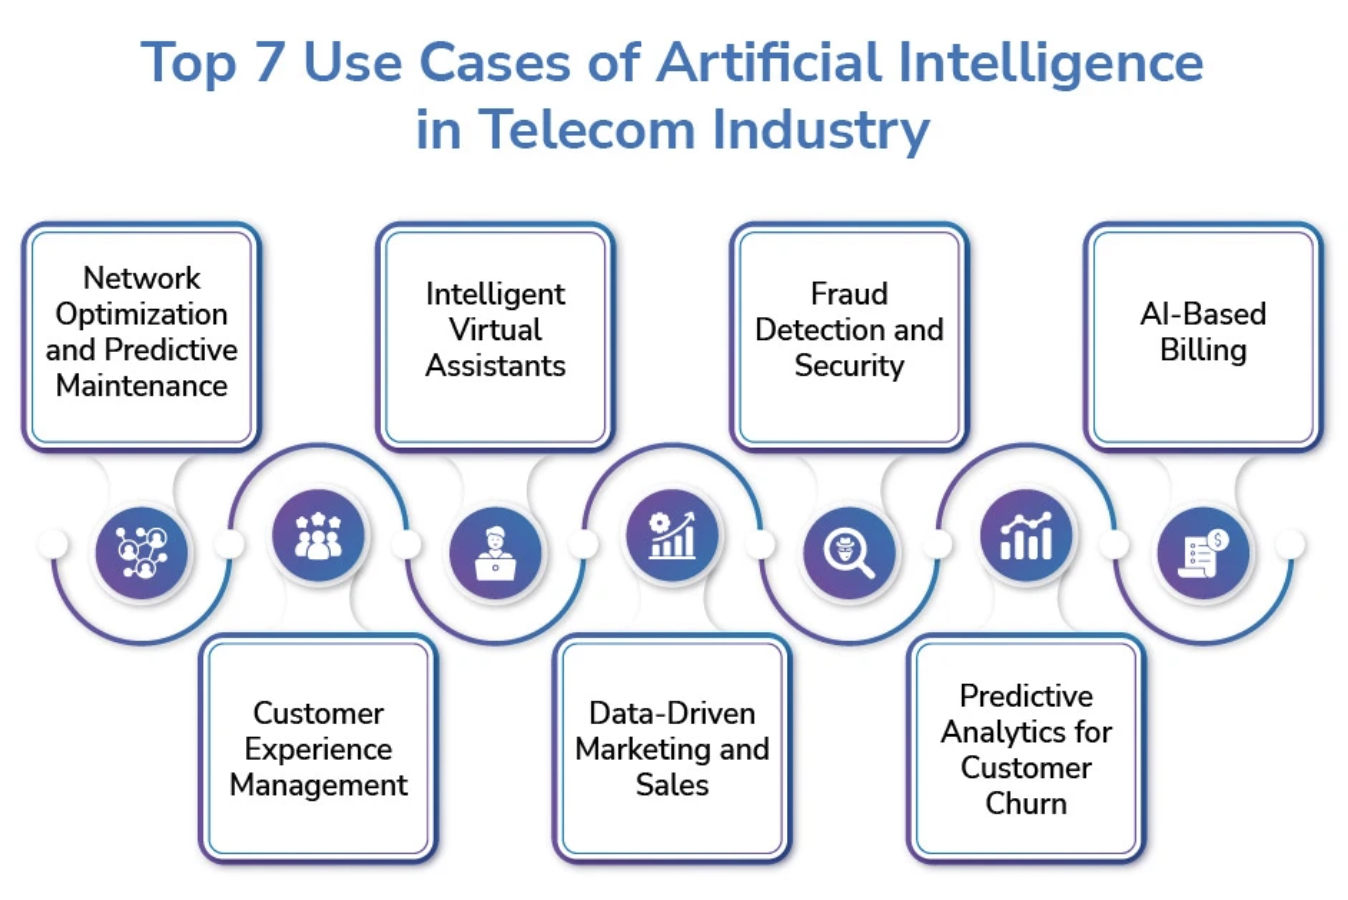 Top 7 Use Cases of Artificial Intelligence
in Telecom Industry
Network
Optimization
and Predictive
Maintenance
Intelligent
Virtual
Assistants
Fraud
Detection and
Security
AI-Based
Billing
$
Customer
Experience
Management
Data-Driven
Marketing and
Sales
Predictive
Analytics for
Customer
Churn